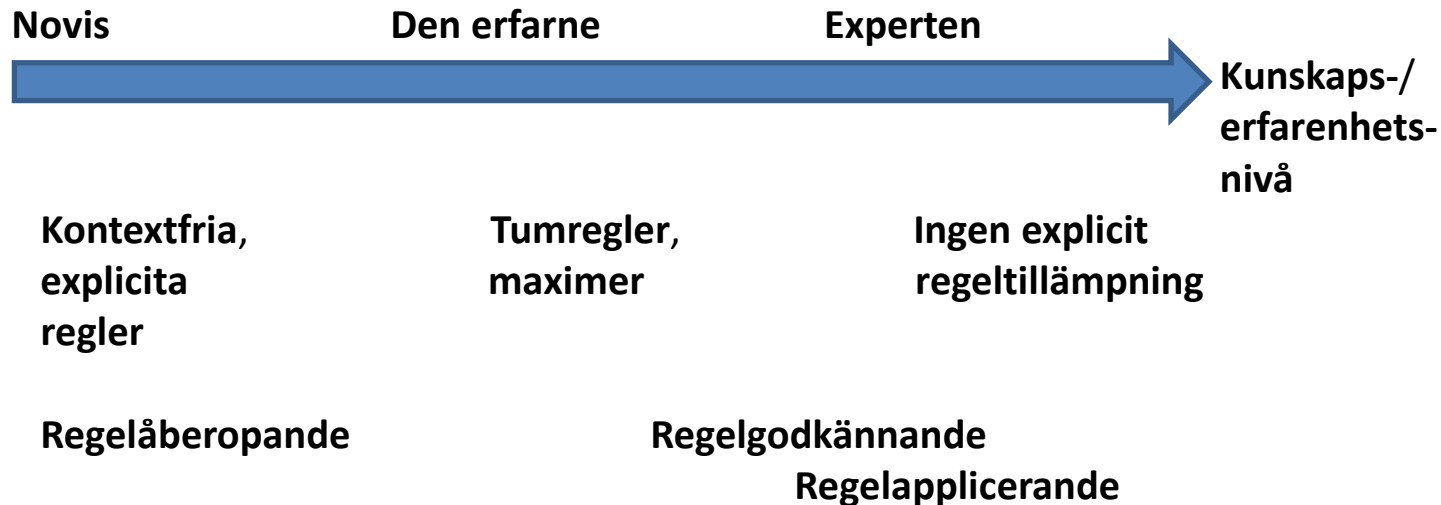 Novis Den erfarne Experten
Kunskaps-/
erfarenhets-
nivå
Kontextfria, Tumregler, Ingen explicit
explicita maximer regeltillämpning
regler
Regelåberopande Regelgodkännande
Regelapplicerande